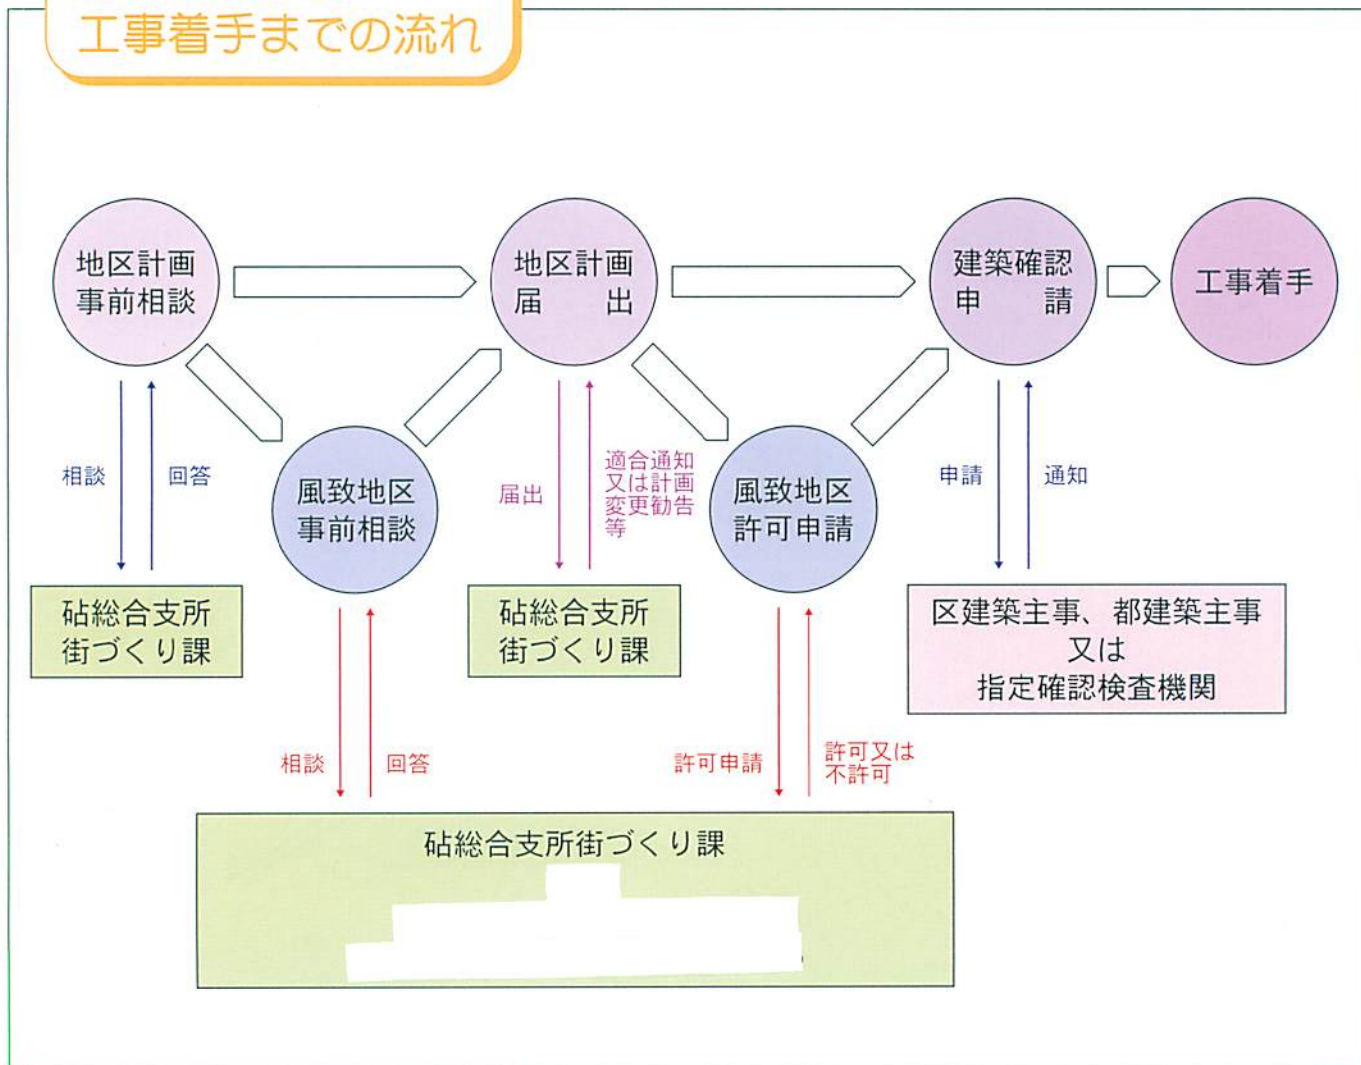 工事着手までの流れ
地区計画
事前相談
地区計画
届　出
建築確認
申　請
工事着手
相談
回答
風致地区
事前相談
届出
適合通知
又は計画
変更勧告
等
風致地区
許可申請
申請
通知
砧総合支所
街づくり課
砧総合支所
街づくり課
区建築主事、都建築主事
又は
指定確認検査機関
相談
回答
許可申請
許可又は
不許可
砧総合支所街づくり課